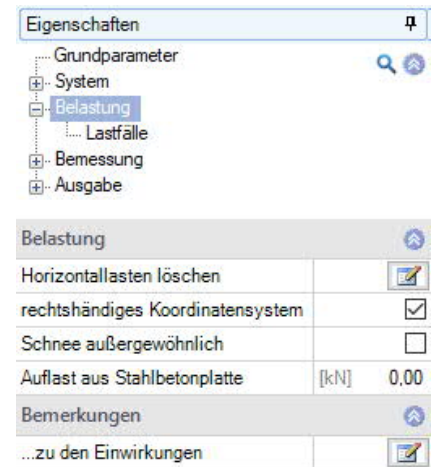 Eigenschaften
Grundparameter
System
Belastung
Lastfälle
Bemessung
Ausgabe
Belastung
Horizontallasten löschen
rechtshändiges Koordinatensystem
Schnee außergewöhnlich
Auflast aus Stahlbetonplatte [kN] 0,00
Bemerkungen
...zu den Einwirkungen